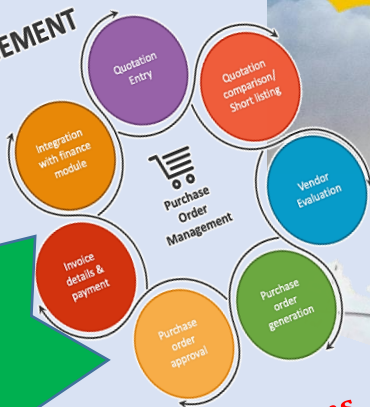 EMENT
Quotation
Entry
Quotation
comparison/
Short listing
Vendor
Evaluation
Purchase
order
generation
Purchase
order
approval
Invoice
details &
payment
Integration
with finance
module
Purchase
Order
Management